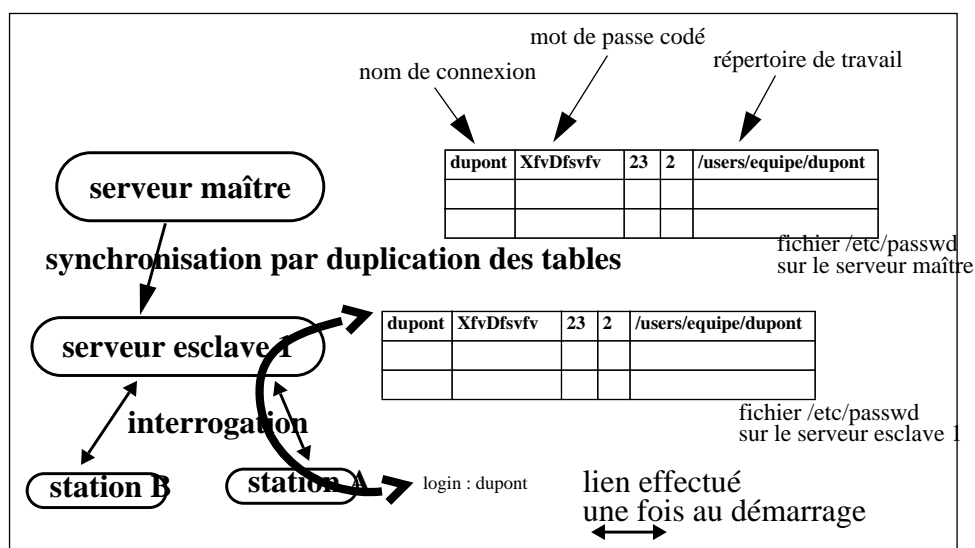 mot de passe codé
nom de connexion
répertoire de travail
dupont XfvDfsvfv 23 2 /users/equipe/dupont
serveur maître
fichier /etc/passwd
sur le serveur maître
synchronisation par duplication des tables
dupont XfvDfsvfv 23 2 /users/equipe/dupont
serveur esclave 1
fichier /etc/passwd
sur le serveur esclave 1
interrogation
station B
station A
login : dupont
lien effectué
une fois au démarrage